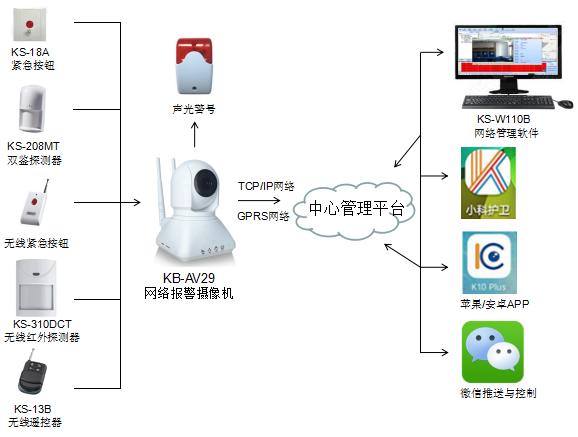 KS-18A
紧急按钮
KS-208MT
双鉴探测器
无线紧急按钮
KS-310DCT
无线红外探测器
KS-13B
无线遥控器
声光警号
KB-AV29
网络报警摄像机
TCP/IP网络
GPRS网络
中心管理平台
KS-W110B
网络管理软件
小科护卫
K10 Plus
苹果/安卓APP
微信推送与控制